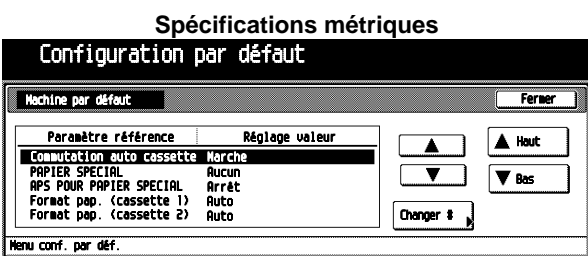 Spécifications métriques
Configuration par défaut
Machine par défaut
Fermer
Paramètre référence Réglage valeur
Commutation auto cassette Marche
PAPIER SPECIAL Aucun
APS POUR PAPIER SPECIAL Arrêt
Format pap. (cassette 1) Auto
Format pap. (cassette 2) Auto
▲ Haut
▼ Bas
Changer #
Menu conf. par déf.